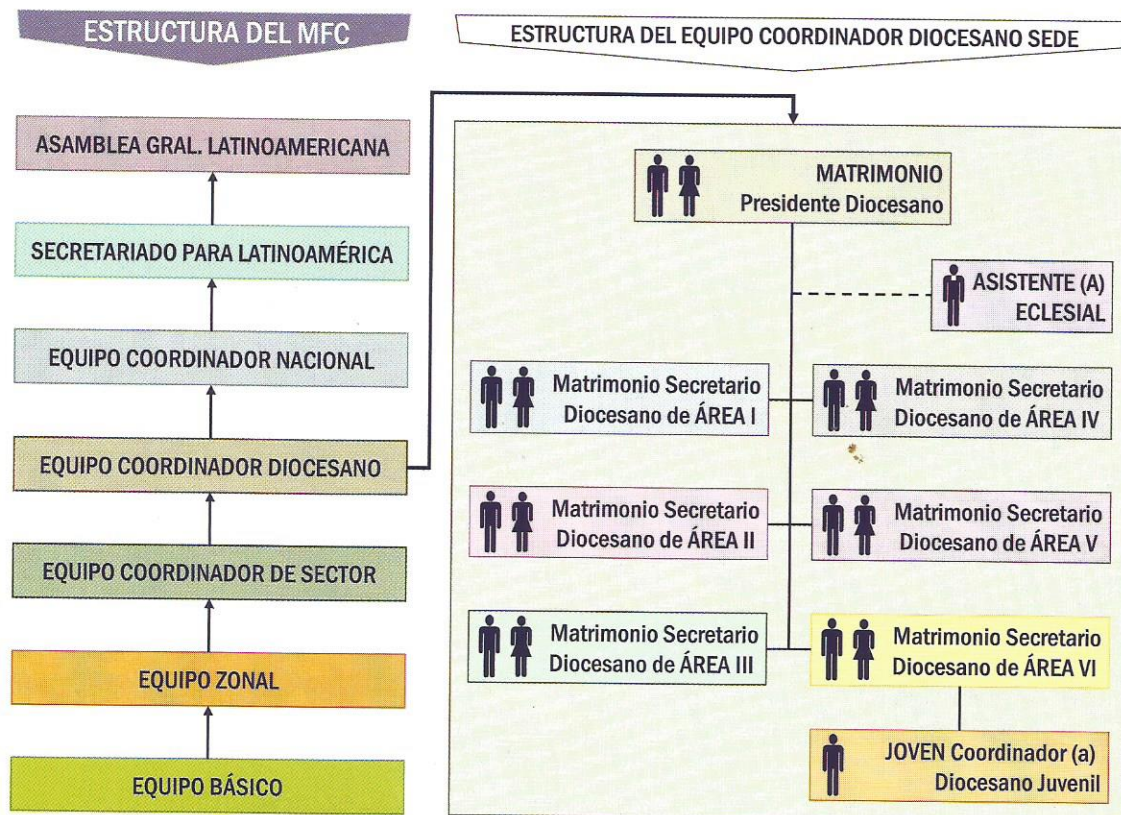 ESTRUCTURA DEL MFC
ASAMBLEA GRAL. LATINOAMERICANA
SECRETARIADO PARA LATINOAMÉRICA
EQUIPO COORDINADOR NACIONAL
EQUIPO COORDINADOR DIOCESANO
EQUIPO COORDINADOR DE SECTOR
EQUIPO ZONAL
EQUIPO BÁSICO
ESTRUCTURA DEL EQUIPO COORDINADOR DIOCESANO SEDE
MATRIMONIO
Presidente Diocesano
ASISTENTE (A)
ECLESIAL
Matrimonio Secretario
Diocesano de ÁREA I
Matrimonio Secretario
Diocesano de ÁREA IV
Matrimonio Secretario
Diocesano de ÁREA II
Matrimonio Secretario
Diocesano de ÁREA V
Matrimonio Secretario
Diocesano de ÁREA III
Matrimonio Secretario
Diocesano de ÁREA VI
JOVEN Coordinador (a)
Diocesano Juvenil